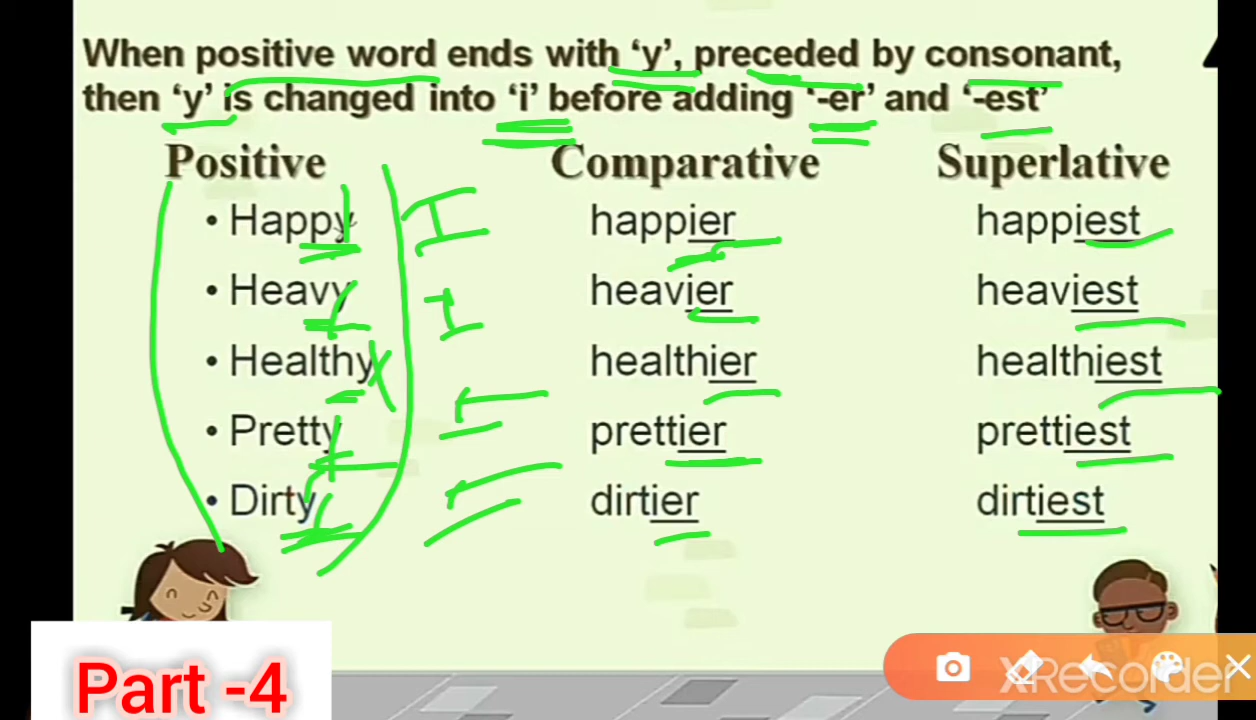 When positive word ends with ‘y’, preceded by consonant,
then ‘y’ is changed into ‘i’ before adding ‘-er’ and ‘-est’
Positive Comparative Superlative
• Happy I happier happiest
• Heavy I heavier heaviest
• Healthy healthier healthiest
• Pretty prettier prettiest
• Dirty dirtier dirtiest
Part -4
XRecorder